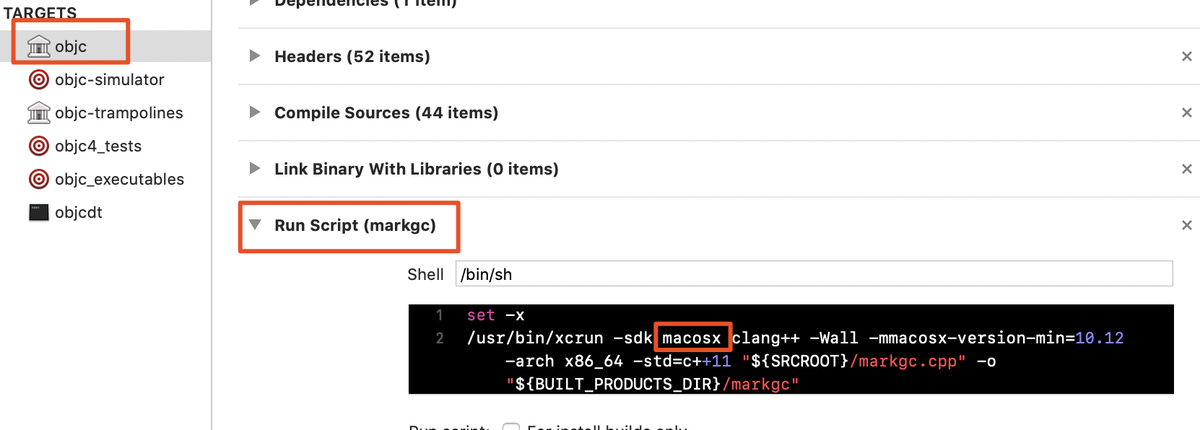 TARGETS
Dependencies (1 item)
objc
Headers (52 items)
objc-simulator
objc-trampolines
Compile Sources (44 items)
objc4_tests
Link Binary With Libraries (0 items)
objc_executables
objcdt
Run Script (markgc)
Shell /bin/sh
1 set -x
2 /usr/bin/xcrun -sdk macosx clang++ -Wall -mmacosx-version-min=10.12
-arch x86_64 -std=c++11 "${SRCROOT}/markgc.cpp" -o
"${BUILT_PRODUCTS_DIR}/markgc"
Run script: For install builds only